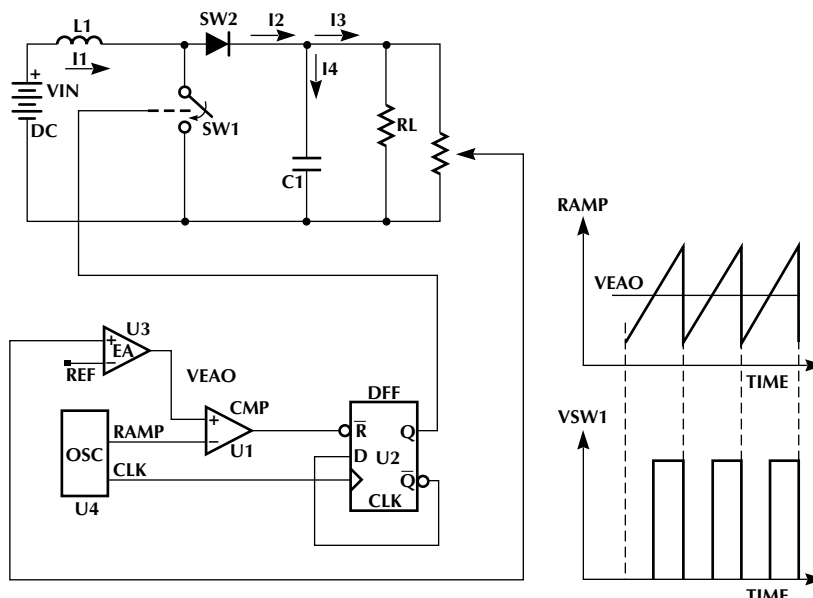 L1
SW2
I2
I3
I1
I4
+
VIN
DC
SW1
RL
C1
RAMP
VEAO
TIME
U3
+
EA
−
REF
VEAO
DFF
CMP
OSC
RAMP
CLK
U4
+
−
U1
R
Q
D
U2
Q
CLK
VSW1
TIME